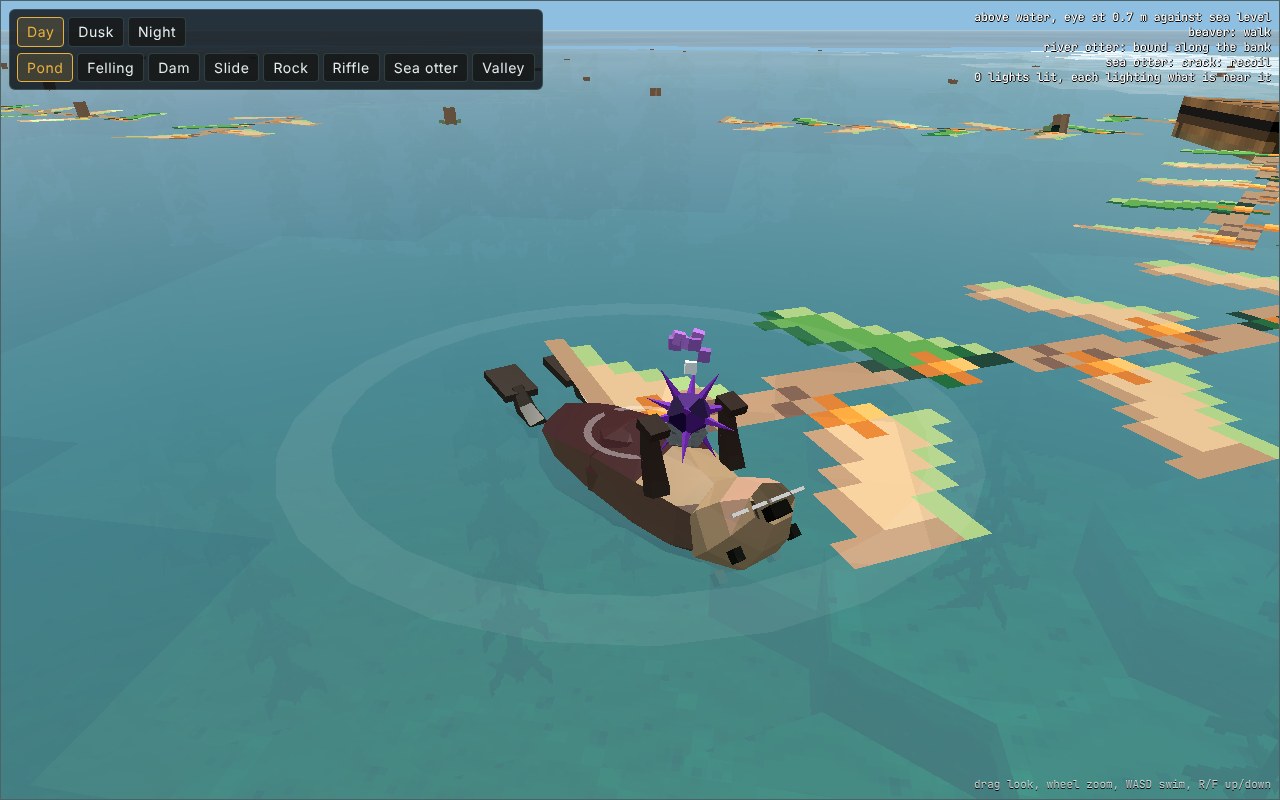 Day Dusk Night
Pond Felling Dam Slide Rock Riffle Sea otter Valley
above water, eye at 0.7 m against sea level
beaver: walk
river otter: bound along the bank
sea otter: crack: recoil
0 lights lit, each lighting what is near it
drag look, wheel zoom, WASD swim, R/F up/down